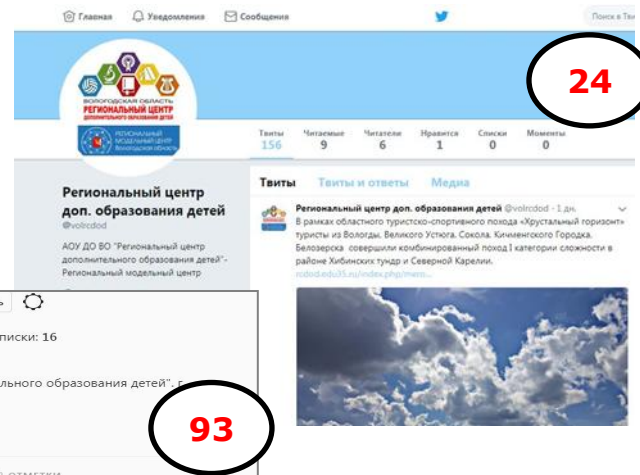 Главная Уведомления Сообщения
Поиск в Тви
24
ВОЛОГОДСКАЯ ОБЛАСТЬ
РЕГИОНАЛЬНЫЙ ЦЕНТР
ДОПОЛНИТЕЛЬНОГО ОБРАЗОВАНИЯ ДЕТЕЙ
РЕГИОНАЛЬНЫЙ
МОДЕЛЬНЫЙ ЦЕНТР
Вологодская область
Твиты Читаемые Читатели Нравится Списки Моменты
156 9 6 1 0 0
Региональный центр
доп. образования детей
@volrcdod
АОУ ДО ВО "Региональный центр
дополнительного образования детей"-
Региональный модельный центр
Твиты Твиты и ответы Медиа
Региональный центр доп. образования детей @volrcdod - 1 дн.
В рамках областного туристско-спортивного похода «Хрустальный горизонт»
туристы из Вологды, Великого Устюга, Сокола, Кичменгского Городка,
Белозерска совершили комбинированный поход I категории сложности в
районе Хибинских тундр и Северной Карелии.
rcdod.edu35.ru/index.php/mero...
писки: 16
льного образования детей". г.
93
ОТМЕТКИ